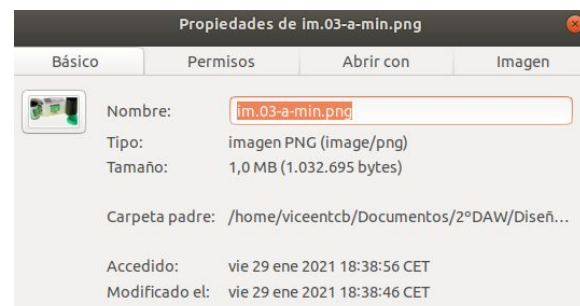 Propiedades de im.03-a-min.png
Básico Permisos Abrir con Imagen
Nombre: im.03-a-min.png
Tipo: imagen PNG (image/png)
Tamaño: 1,0 MB (1.032.695 bytes)
Carpeta padre: /home/viceentcb/Documentos/2ºDAW/Diseñ...
Accedido: vie 29 ene 2021 18:38:56 CET
Modificado el: vie 29 ene 2021 18:38:46 CET